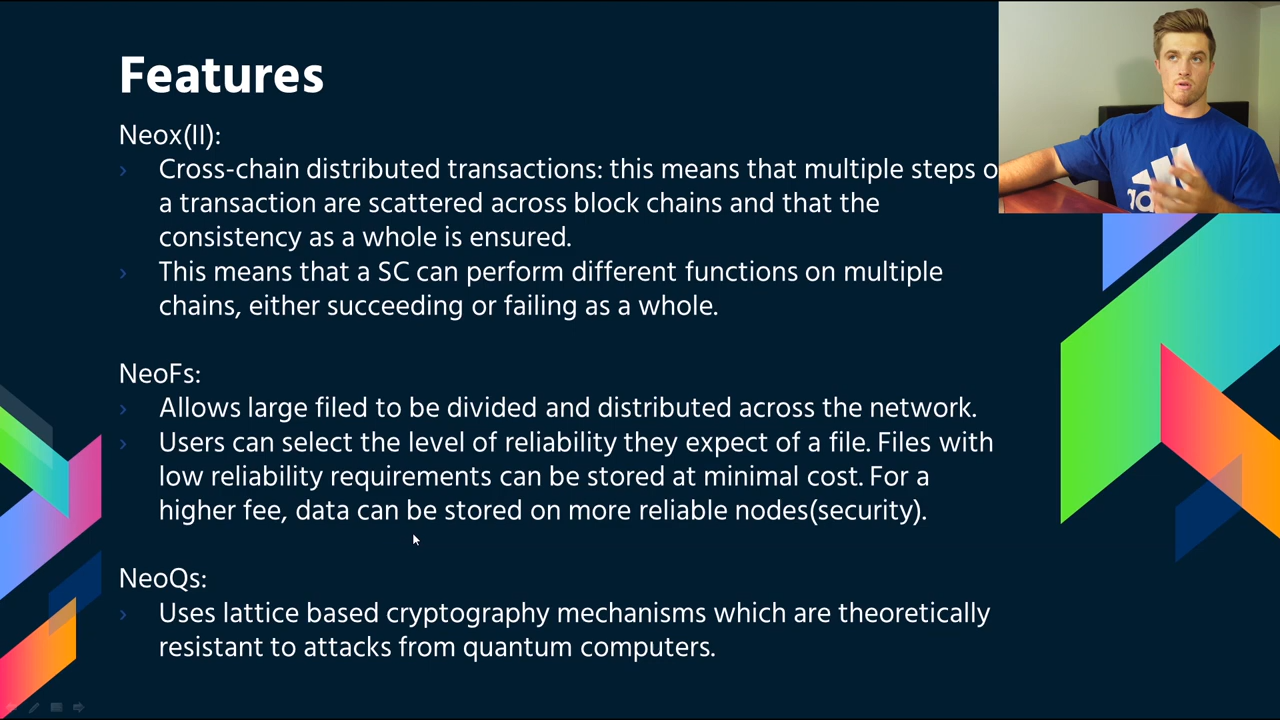 Features
Neox(II):
Cross-chain distributed transactions: this means that multiple steps o
a transaction are scattered across block chains and that the
consistency as a whole is ensured.
This means that a SC can perform different functions on multiple
chains, either succeeding or failing as a whole.
NeoFs:
Allows large filed to be divided and distributed across the network.
Users can select the level of reliability they expect of a file. Files with
low reliability requirements can be stored at minimal cost. For a
higher fee, data can be stored on more reliable nodes(security).
NeoQs:
Uses lattice based cryptography mechanisms which are theoretically
resistant to attacks from quantum computers.